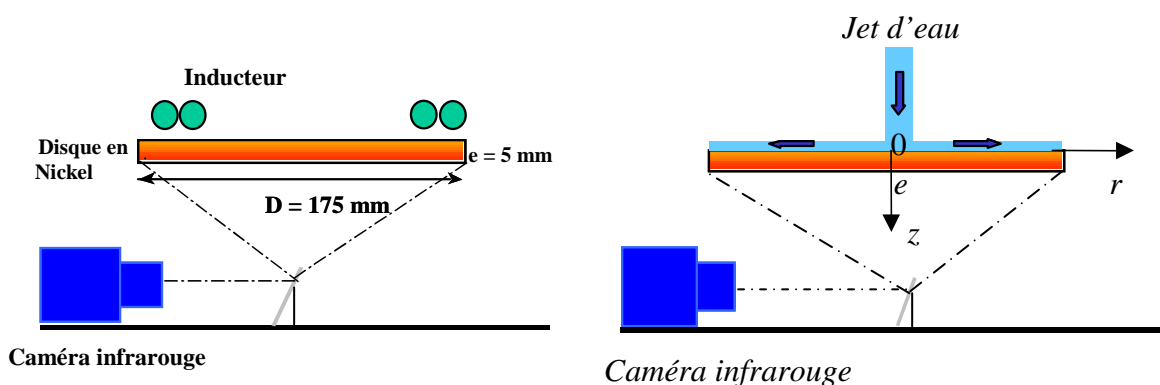 Inducteur
Disque en
Nickel
e = 5 mm
D = 175 mm
Caméra infrarouge
Jet d'eau
0
r
e
z
Caméra infrarouge